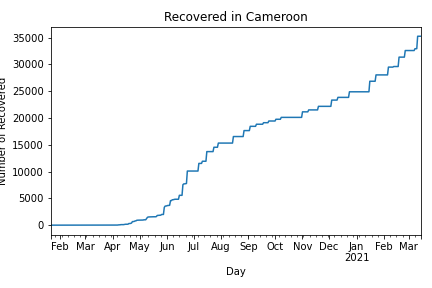 Recovered in Cameroon
Number of Recovered
35000
30000
25000
20000
15000
10000
5000
0
Feb Mar Apr May Jun Jul Aug Sep Oct Nov Dec Jan Feb Mar
2021
Day